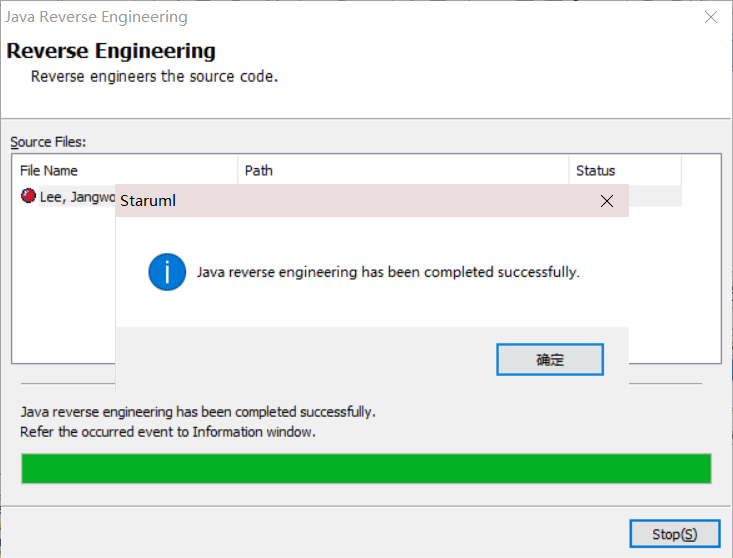 Java Reverse Engineering
Reverse Engineering
Reverse engineers the source code.
Source Files:
File Name Path Status
Lee, Jangwo
Staruml
Java reverse engineering has been completed successfully.
确定
Java reverse engineering has been completed successfully.
Refer the occurred event to Information window.
Stop(S)